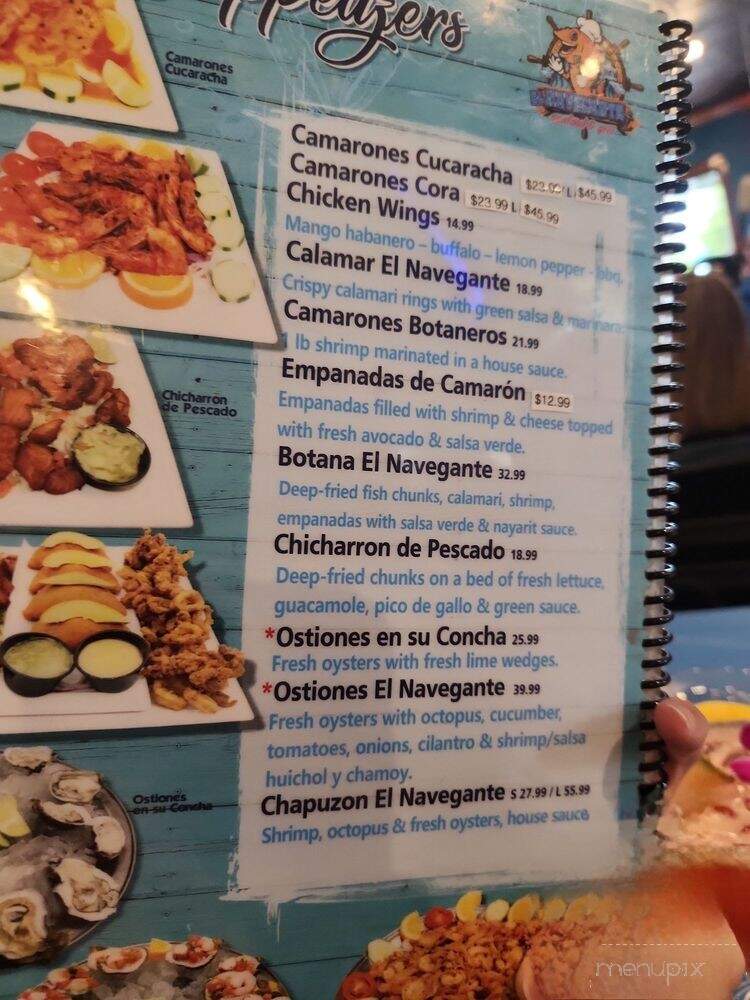 Appetizers
Camarones
Cucaracha
Camarones Cucaracha $23.99 L $45.99
Camarones Cora $23.99 L $45.99
Chicken Wings 14.99
Mango habanero – buffalo – lemon pepper - bbq.
Calamar El Navegante 18.99
Crispy calamari rings with green salsa & marinara.
Camarones Botaneros 21.99
1 lb shrimp marinated in a house sauce.
Chicharron
de Pescado
Empanadas de Camarón $12.99
Empanadas filled with shrimp & cheese topped
with fresh avocado & salsa verde.
Botana El Navegante 32.99
Deep-fried fish chunks, calamari, shrimp,
empanadas with salsa verde & nayarit sauce.
Chicharron de Pescado 18.99
Deep-fried chunks on a bed of fresh lettuce,
guacamole, pico de gallo & green sauce.
*Ostiones en su Concha 25.99
Fresh oysters with fresh lime wedges.
*Ostiones El Navegante 39.99
Fresh oysters with octopus, cucumber,
tomatoes, onions, cilantro & shrimp/salsa
huichol y chamoy.
Ostiones
en su Concha
Chapuzon El Navegante S 27.99 / L 55.99
Shrimp, octopus & fresh oysters, house sauce
menupix